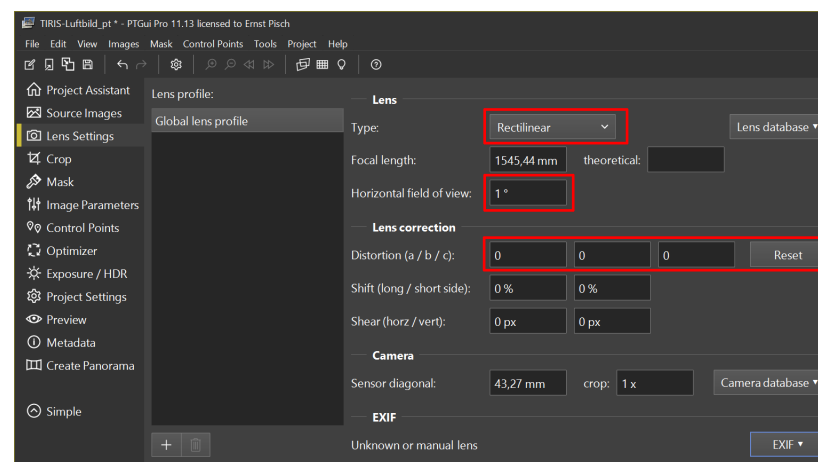 TIRIS-Luftbild_pt * - PTGui Pro 11.13 licensed to Ernst Pisch
File Edit View Images Mask Control Points Tools Project Help
Project Assistant
Source Images
Lens Settings
Crop
Mask
Image Parameters
Control Points
Optimizer
Exposure / HDR
Project Settings
Preview
Metadata
Create Panorama
Simple
Lens profile:
Global lens profile
Lens
Type: Rectilinear Lens database
Focal length: 1545,44 mm theoretical:
Horizontal field of view: 1 °
Lens correction
Distortion (a / b / c): 0 0 0 Reset
Shift (long / short side): 0 % 0 %
Shear (horz / vert): 0 px 0 px
Camera
Sensor diagonal: 43,27 mm crop: 1 x Camera database
EXIF
Unknown or manual lens EXIF